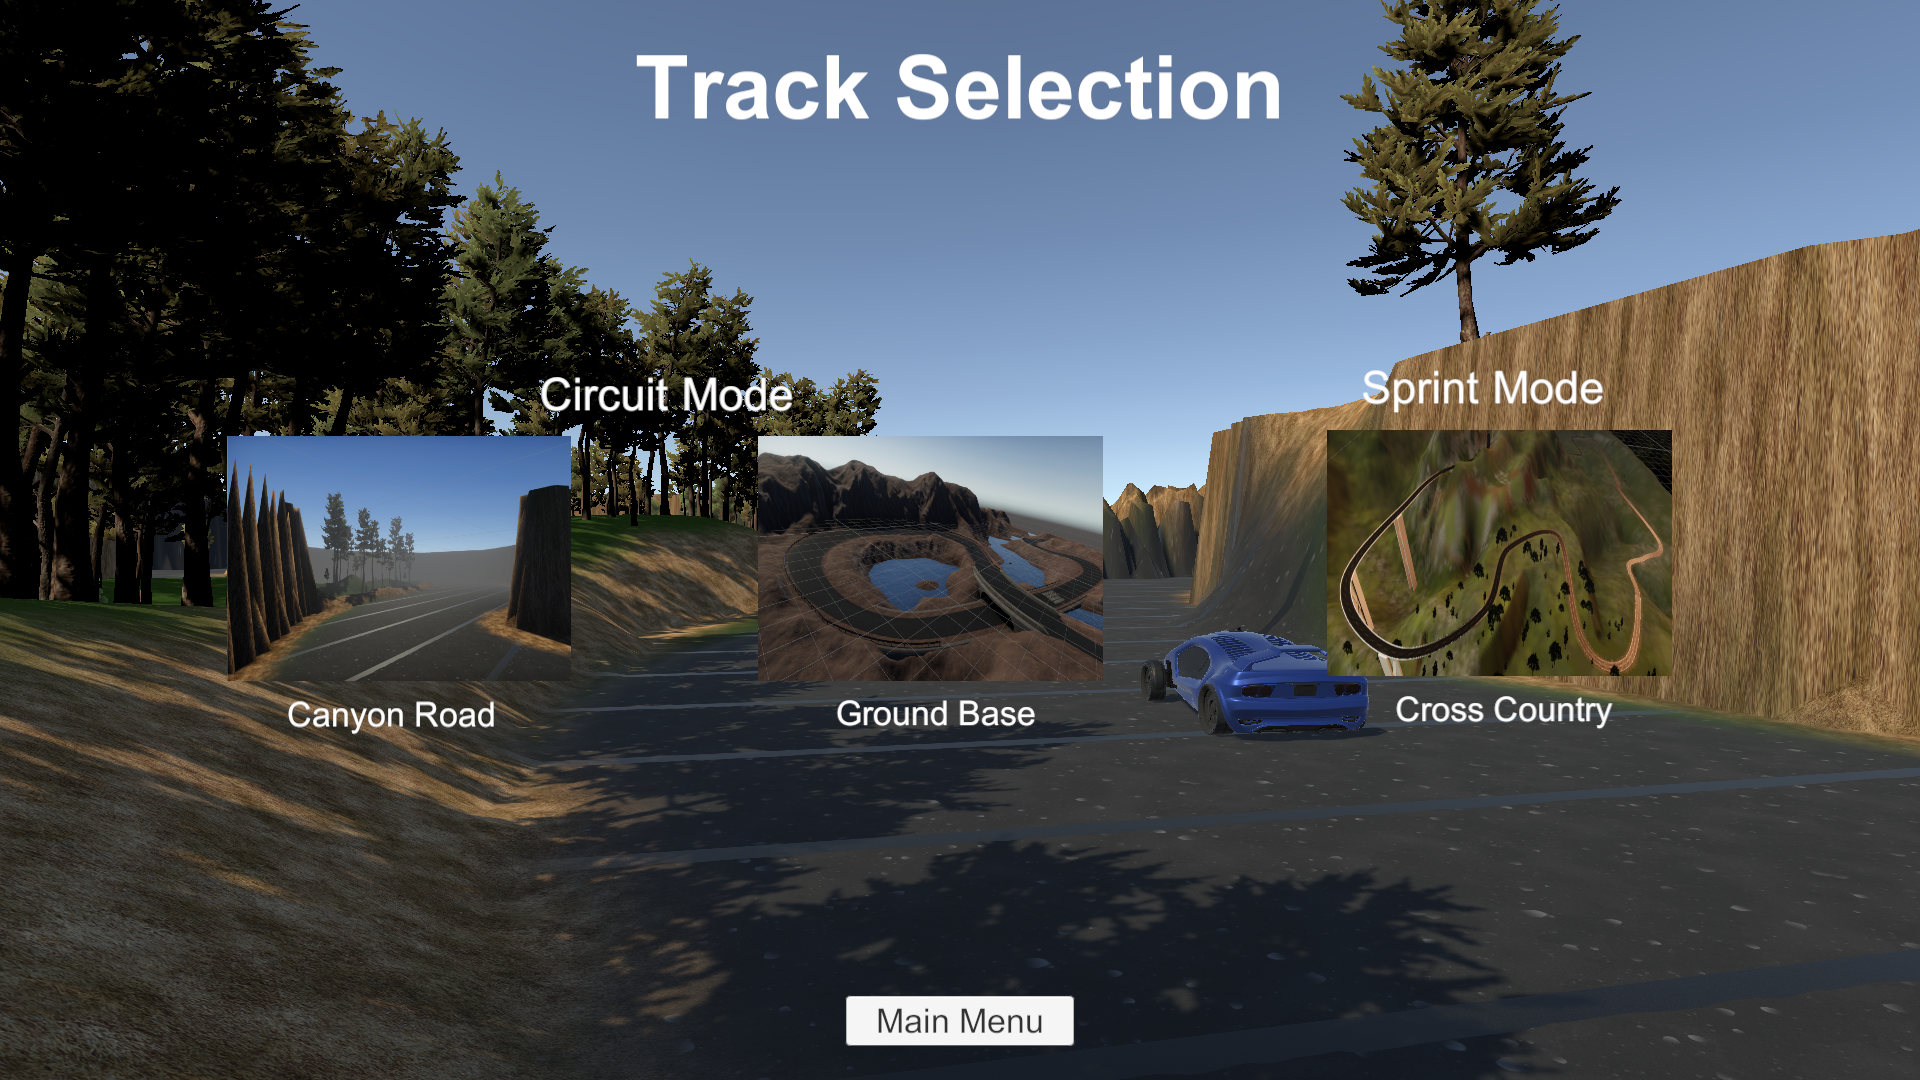 Track Selection
Circuit Mode
Sprint Mode
Canyon Road
Ground Base
Cross Country
Main Menu